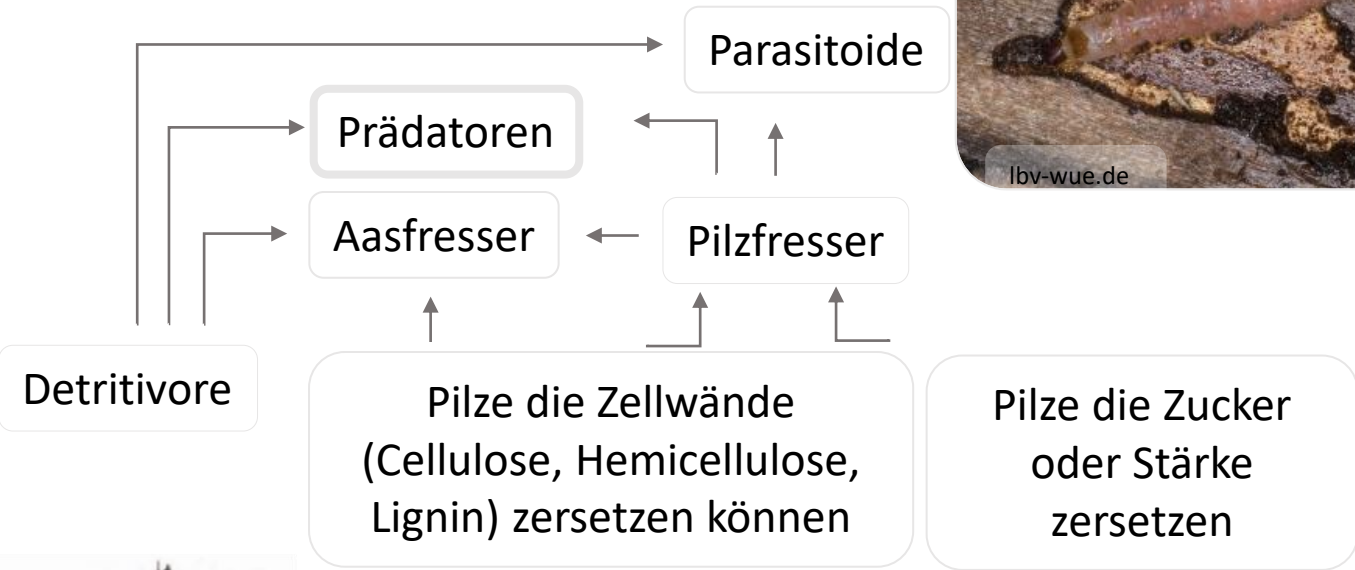 Parasitoide
lbv-wue.de
Prädatoren
Aasfresser
Pilzfresser
Detritivore
Pilze die Zellwände
(Cellulose, Hemicellulose,
Lignin) zersetzen können
Pilze die Zucker
oder Stärke
zersetzen